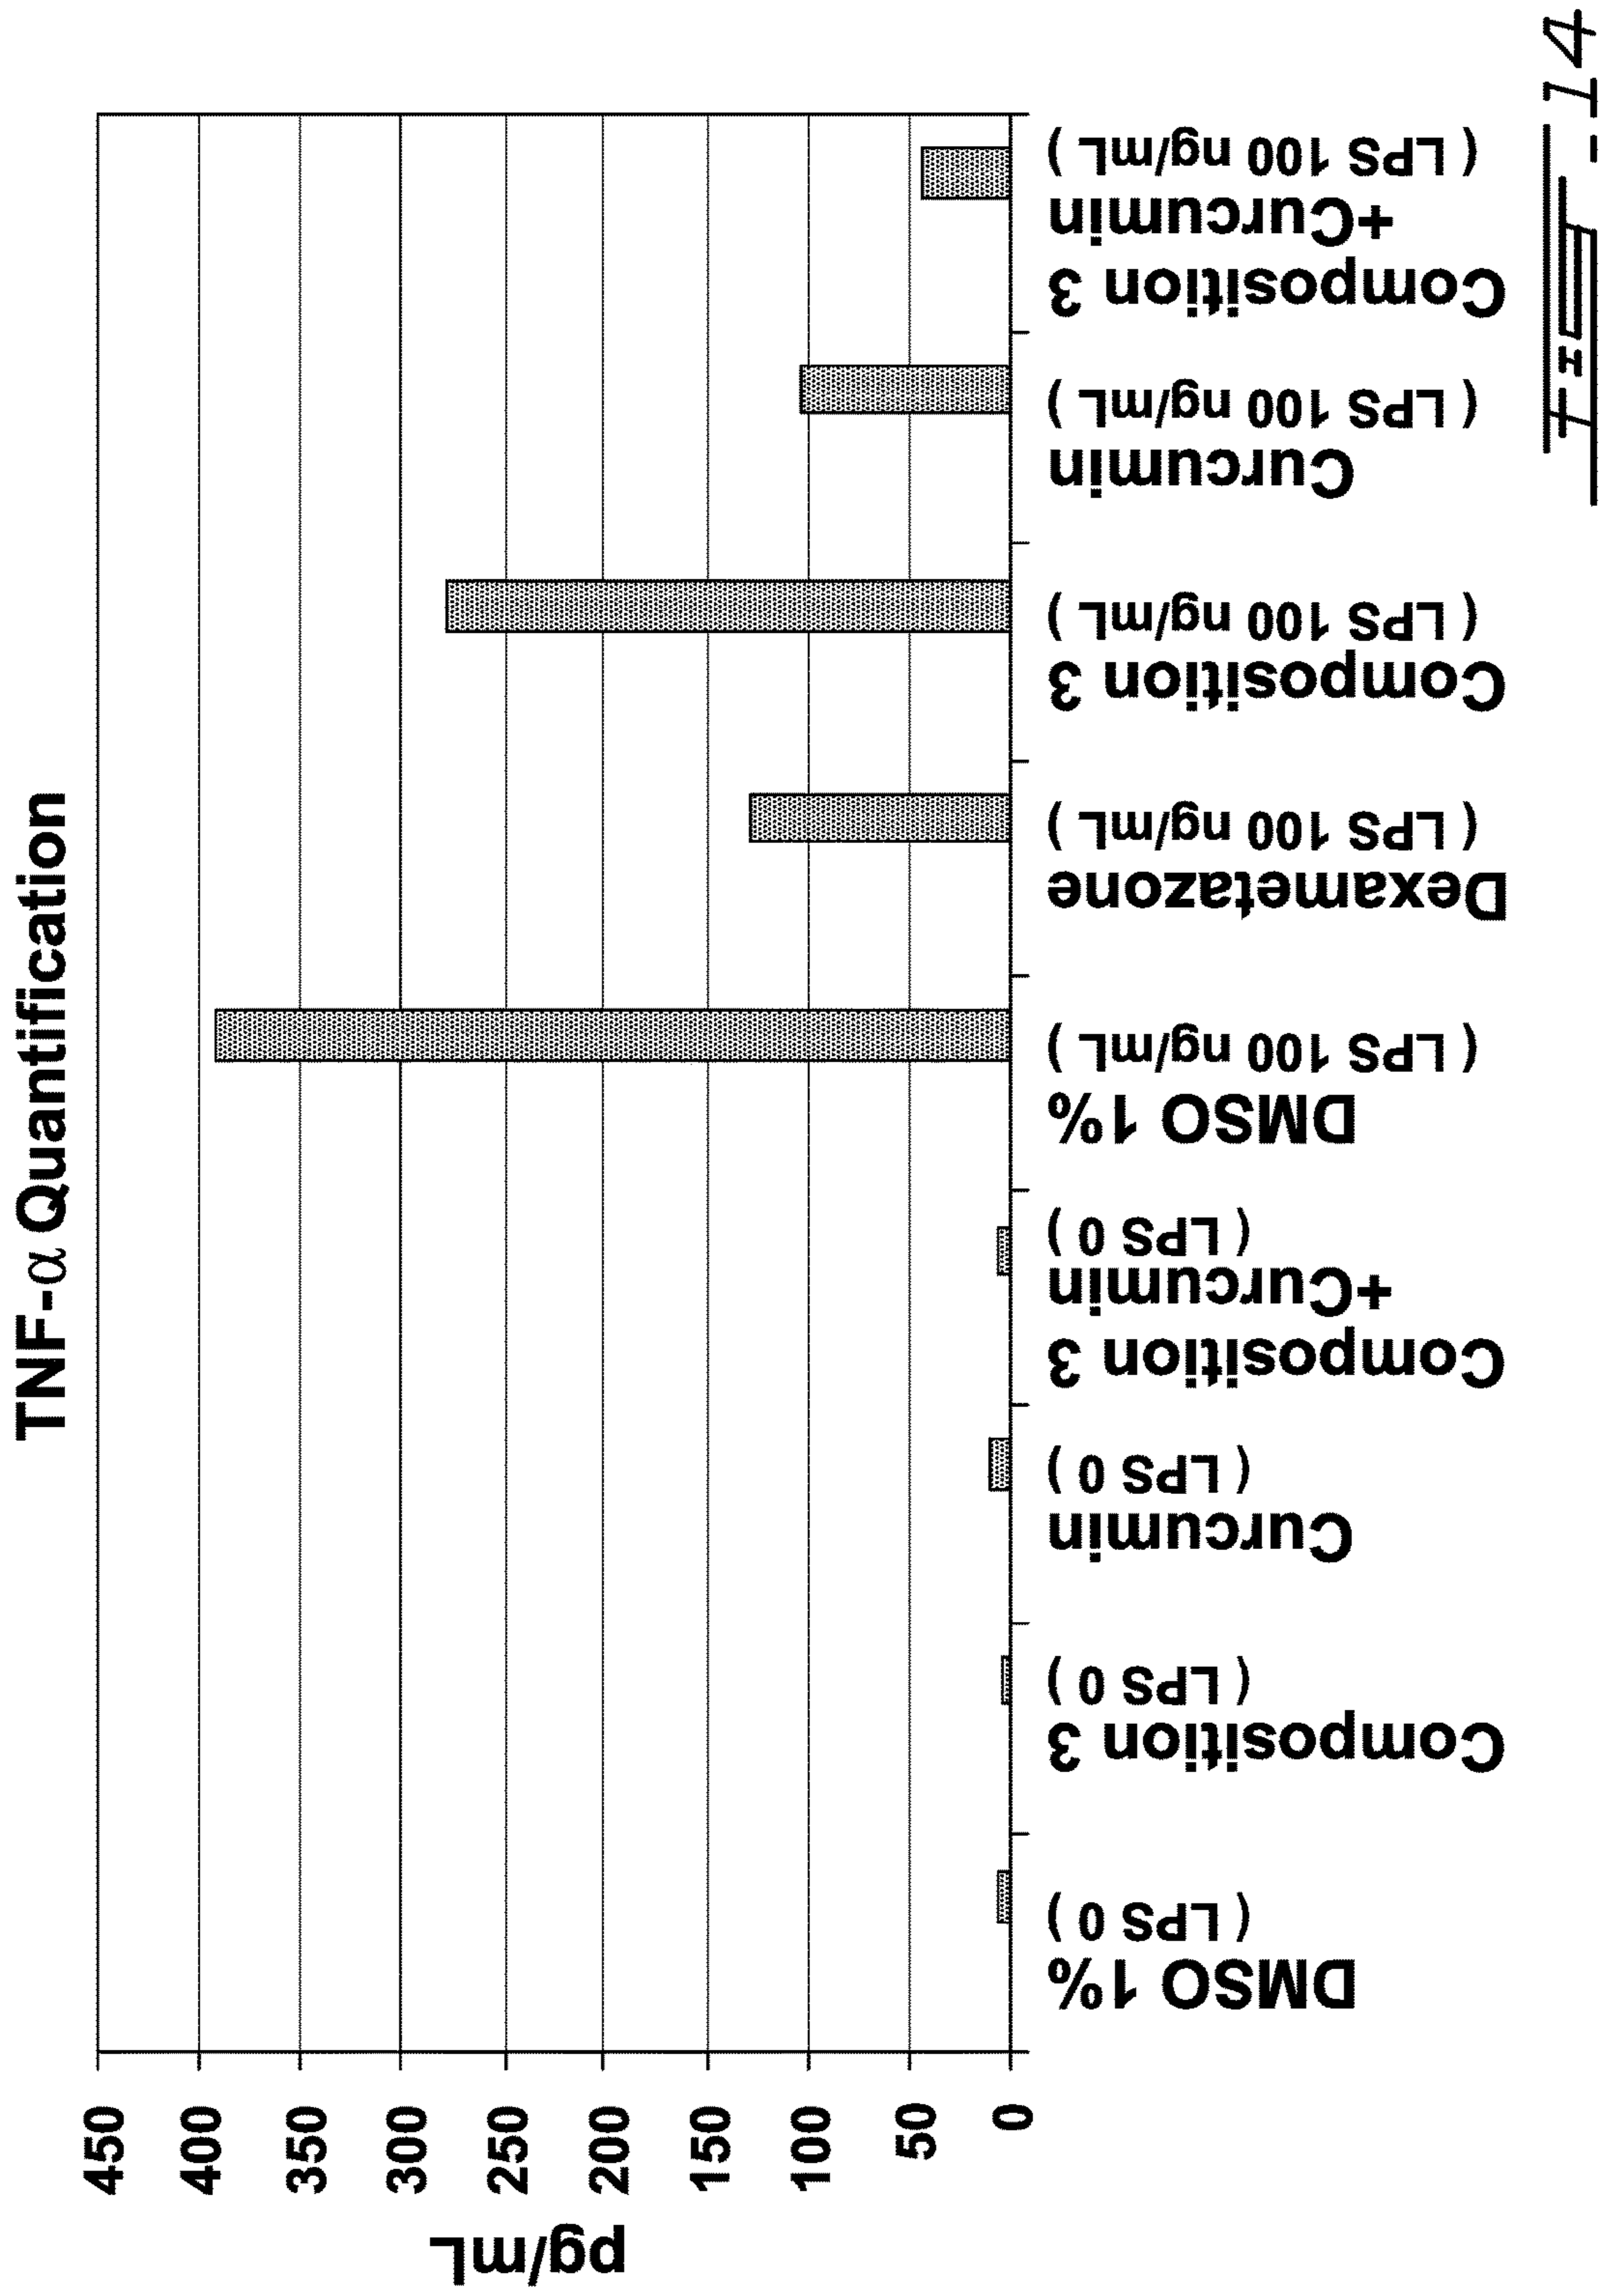 TNF-α Quantification
450
400
350
300
250
200
150
100
50
0
pg/mL
DMSO 1%
( LPS 0 )
Composition 3
( LPS 0 )
Curcumin
( LPS 0 )
Composition 3
+Curcumin
( LPS 0 )
DMSO 1%
( LPS 100 ng/mL )
Dexametazone
( LPS 100 ng/mL )
Composition 3
( LPS 100 ng/mL )
Curcumin
( LPS 100 ng/mL )
Composition 3
+Curcumin
( LPS 100 ng/mL )
FIG-14